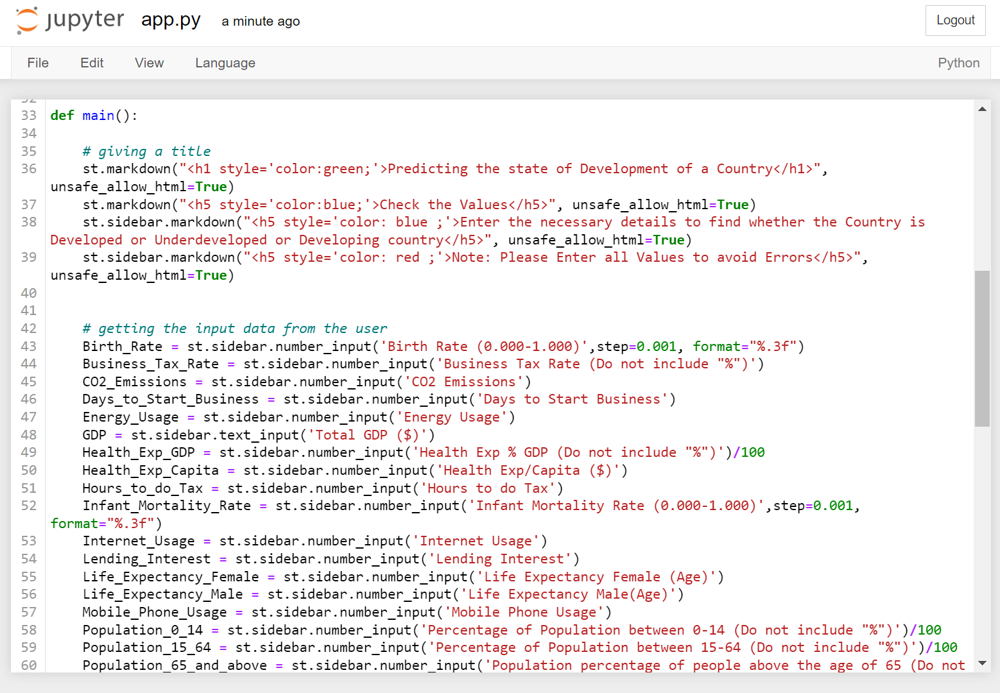 jupyter app.py a minute ago Logout
File Edit View Language Python
32
33 def main():
34
35     # giving a title
36     st.markdown("<h1 style='color:green;'>Predicting the state of Development of a Country</h1>",
unsafe_allow_html=True)
37     st.markdown("<h5 style='color:blue;'>Check the Values</h5>", unsafe_allow_html=True)
38     st.sidebar.markdown("<h5 style='color: blue ;'>Enter the necessary details to find whether the Country is
Developed or Underdeveloped or Developing country</h5>", unsafe_allow_html=True)
39     st.sidebar.markdown("<h5 style='color: red ;'>Note: Please Enter all Values to avoid Errors</h5>",
unsafe_allow_html=True)
40
41
42     # getting the input data from the user
43     Birth_Rate = st.sidebar.number_input('Birth Rate (0.000-1.000)',step=0.001, format="%.3f")
44     Business_Tax_Rate = st.sidebar.number_input('Business Tax Rate (Do not include "%")')
45     CO2_Emissions = st.sidebar.number_input('CO2 Emissions')
46     Days_to_Start_Business = st.sidebar.number_input('Days to Start Business')
47     Energy_Usage = st.sidebar.number_input('Energy Usage')
48     GDP = st.sidebar.text_input('Total GDP ($)')
49     Health_Exp_GDP = st.sidebar.number_input('Health Exp % GDP (Do not include "%")')/100
50     Health_Exp_Capita = st.sidebar.number_input('Health Exp/Capita ($)')
51     Hours_to_do_Tax = st.sidebar.number_input('Hours to do Tax')
52     Infant_Mortality_Rate = st.sidebar.number_input('Infant Mortality Rate (0.000-1.000)',step=0.001,
format="%.3f")
53     Internet_Usage = st.sidebar.number_input('Internet Usage')
54     Lending_Interest = st.sidebar.number_input('Lending Interest')
55     Life_Expectancy_Female = st.sidebar.number_input('Life Expectancy Female (Age)')
56     Life_Expectancy_Male = st.sidebar.number_input('Life Expectancy Male(Age)')
57     Mobile_Phone_Usage = st.sidebar.number_input('Mobile Phone Usage')
58     Population_0_14 = st.sidebar.number_input('Percentage of Population between 0-14 (Do not include "%")')/100
59     Population_15_64 = st.sidebar.number_input('Percentage of Population between 15-64 (Do not include "%")')/100
60     Population_65_and_above = st.sidebar.number_input('Population percentage of people above the age of 65 (Do not